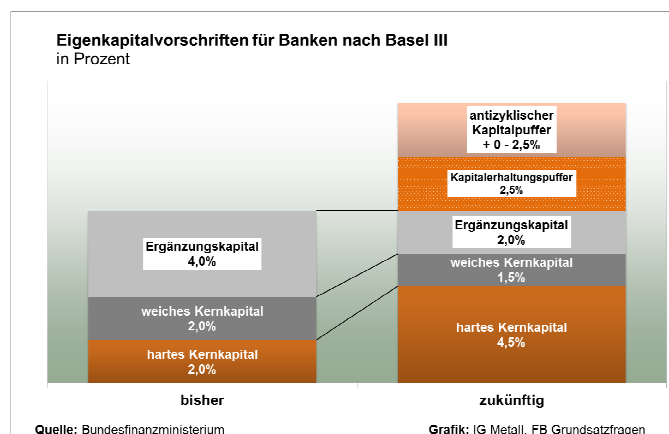 Eigenkapitalvorschriften für Banken nach Basel III
in Prozent
antizyklischer
Kapitalpuffer
+ 0 - 2,5%
Kapitalerhaltungspuffer
2,5%
Ergänzungskapital
4,0%
Ergänzungskapital
2,0%
weiches Kernkapital
2,0%
weiches Kernkapital
1,5%
hartes Kernkapital
2,0%
hartes Kernkapital
4,5%
bisher
zukünftig
Quelle: Bundesfinanzministerium
Grafik: IG Metall, FB Grundsatzfragen